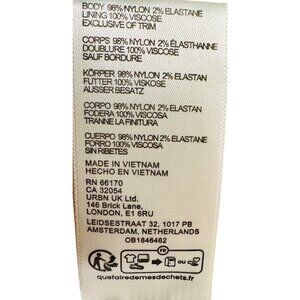 BODY 98% NYLON 2% ELASTANE
LINING 100% VISCOSE
EXCLUSIVE OF TRIM
CORPS 98% NYLON 2% ÉLASTHANNE
DOUBLURE 100% VISCOSE
SAUF BORDURE
KÖRPER 98% NYLON 2% ELASTAN
FUTTER 100% VISKOSE
AUSSER BESATZ
CORPO 98% NYLON 2% ELASTANE
FODERA 100% VISCOSA
TRANNE LA FINITURA
CUERPO 98% NYLON 2% ELASTANE
FORRO 100% VISCOSA
SIN RIBETES
MADE IN VIETNAM
HECHO EN VIETNAM
RN 66170
CA 32054
URBN UK Ltd.
146 Brick Lane,
LONDON, E1 6RU
LEIDSESTRAAT 32, 1017 PB
AMSTERDAM, NETHERLANDS
OB1846462
FR
quefairedemesdechets.fr